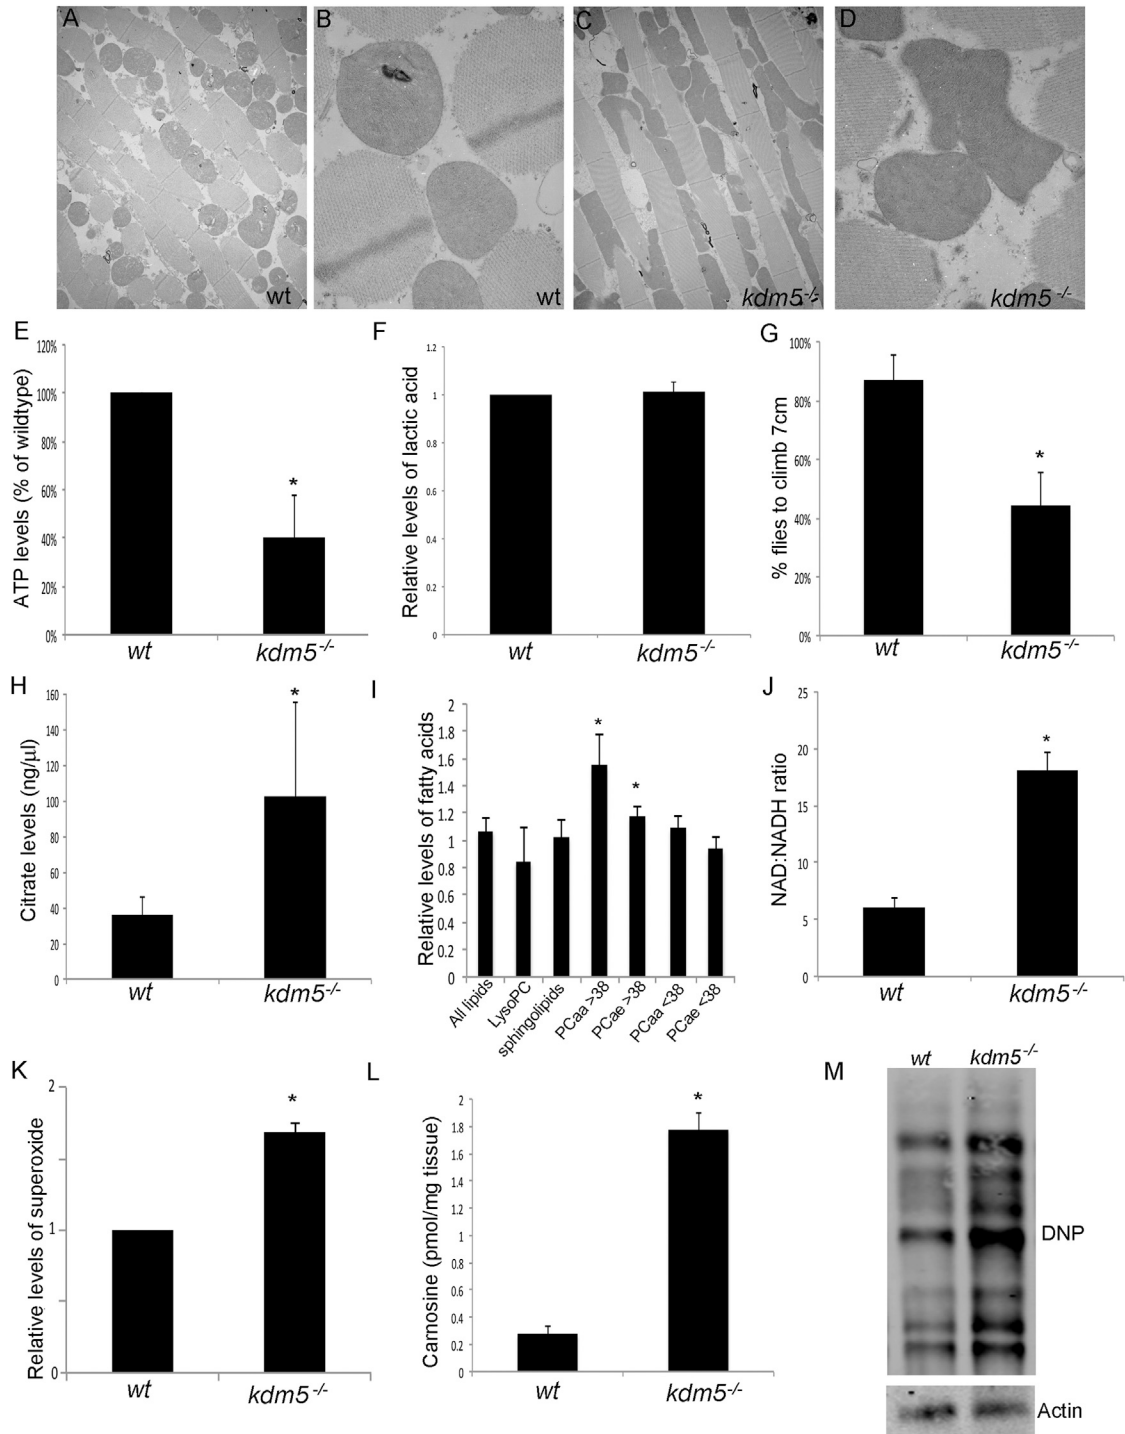 A
B
C
D
wt
wt
kdm5-/-
kdm5-/-
E
ATP levels (% of wildtype)
120%
100%
80%
60%
40%
20%
0%
*
wt
kdm5-/-
F
Relative levels of lactic acid
1.2
1
0.8
0.6
0.4
0.2
0
wt
kdm5-/-
G
% flies to climb 7cm
100%
80%
60%
40%
20%
0%
*
wt
kdm5-/-
H
Citrate levels (ng/μl)
160
140
120
100
80
60
40
20
0
*
wt
kdm5-/-
I
Relative levels of fatty acids
2
1.8
1.6
1.4
1.2
1
0.8
0.6
0.4
0.2
0
*
*
All lipids
LysoPC
sphingolipids
PCaa >38
PCae >38
PCaa <38
PCae <38
J
NAD:NADH ratio
25
20
15
10
5
0
*
wt
kdm5-/-
K
Relative levels of superoxide
2
1
0
*
wt
kdm5-/-
L
Carnosine (pmol/mg tissue)
2
1.8
1.6
1.4
1.2
1
0.8
0.6
0.4
0.2
0
*
wt
kdm5-/-
M
wt
kdm5-/-
DNP
Actin